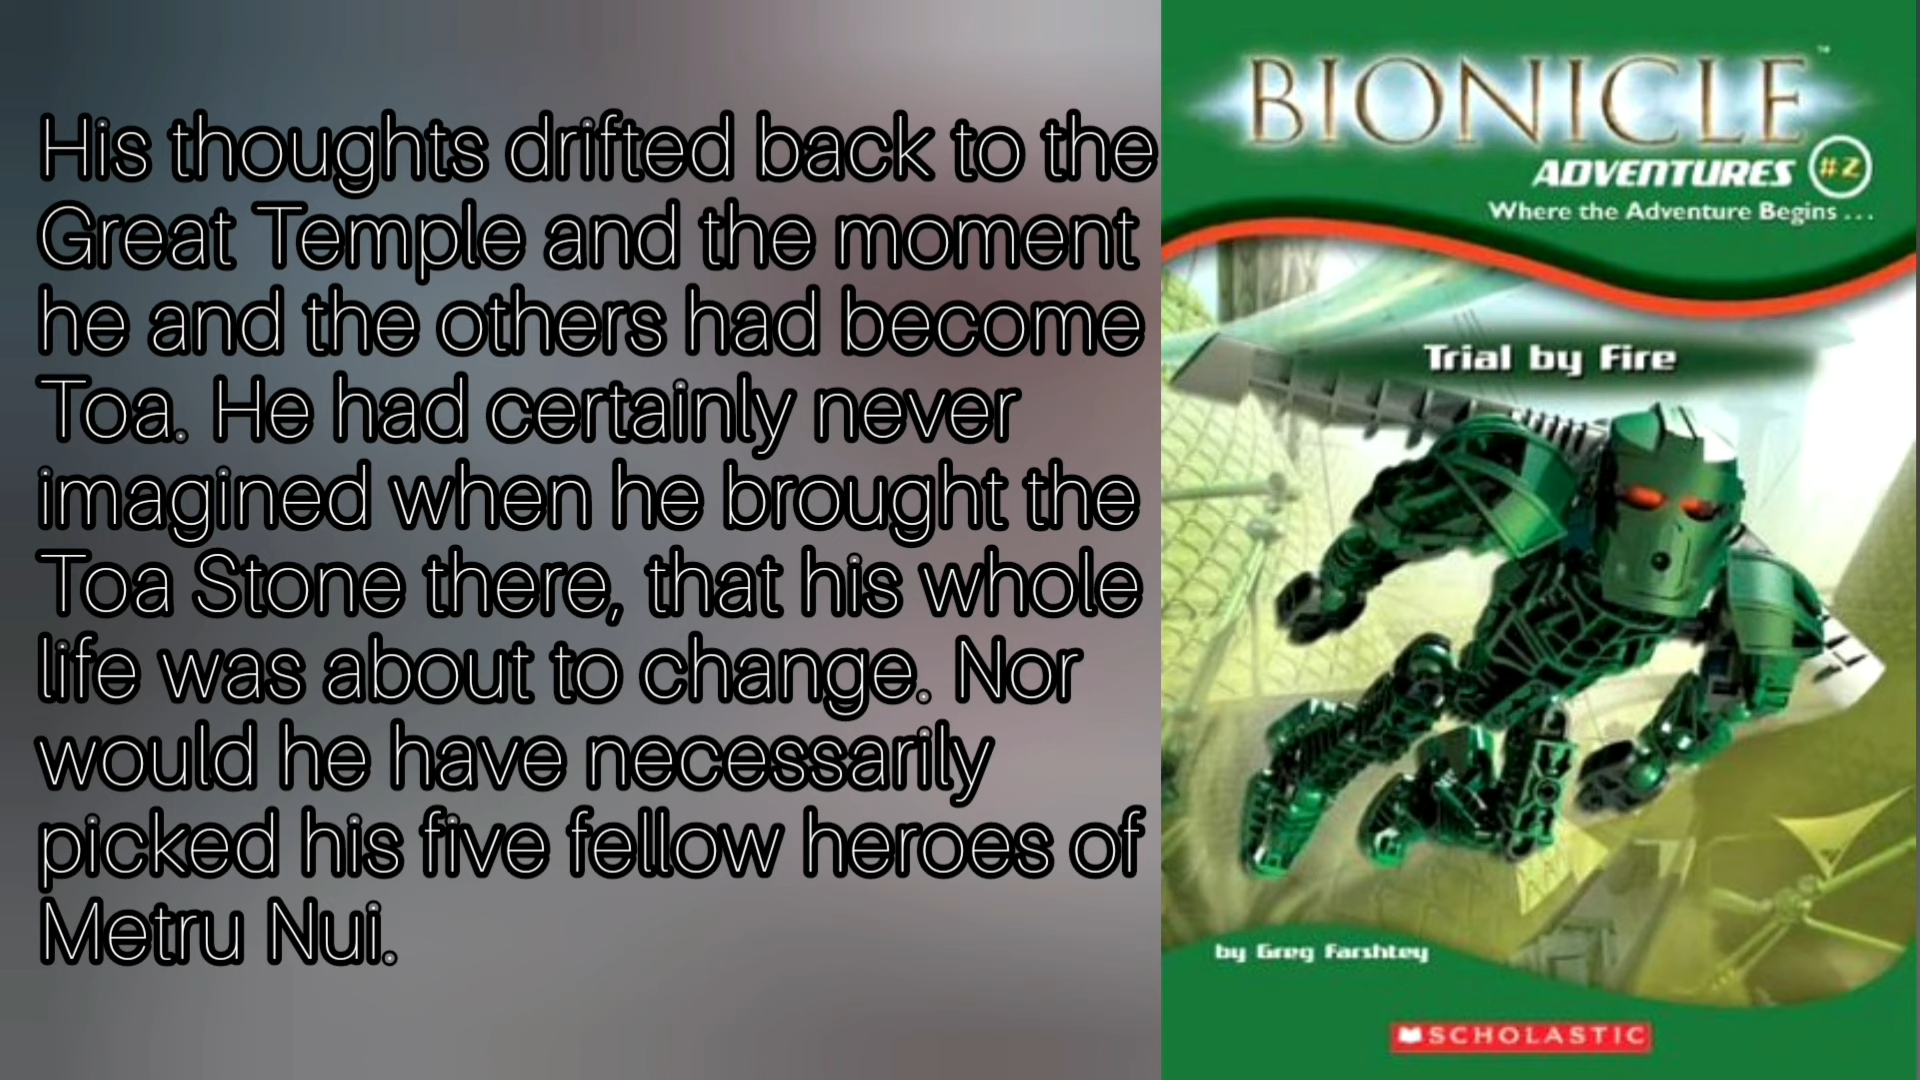 His thoughts drifted back to the
Great Temple and the moment
he and the others had become
Toa. He had certainly never
imagined when he brought the
Toa Stone there, that his whole
life was about to change. Nor
would he have necessarily
picked his five fellow heroes of
Metru Nui.
BIONICLE™
ADVENTURES #2
Where the Adventure Begins...
Trial by Fire
by Greg Farshtey
SCHOLASTIC